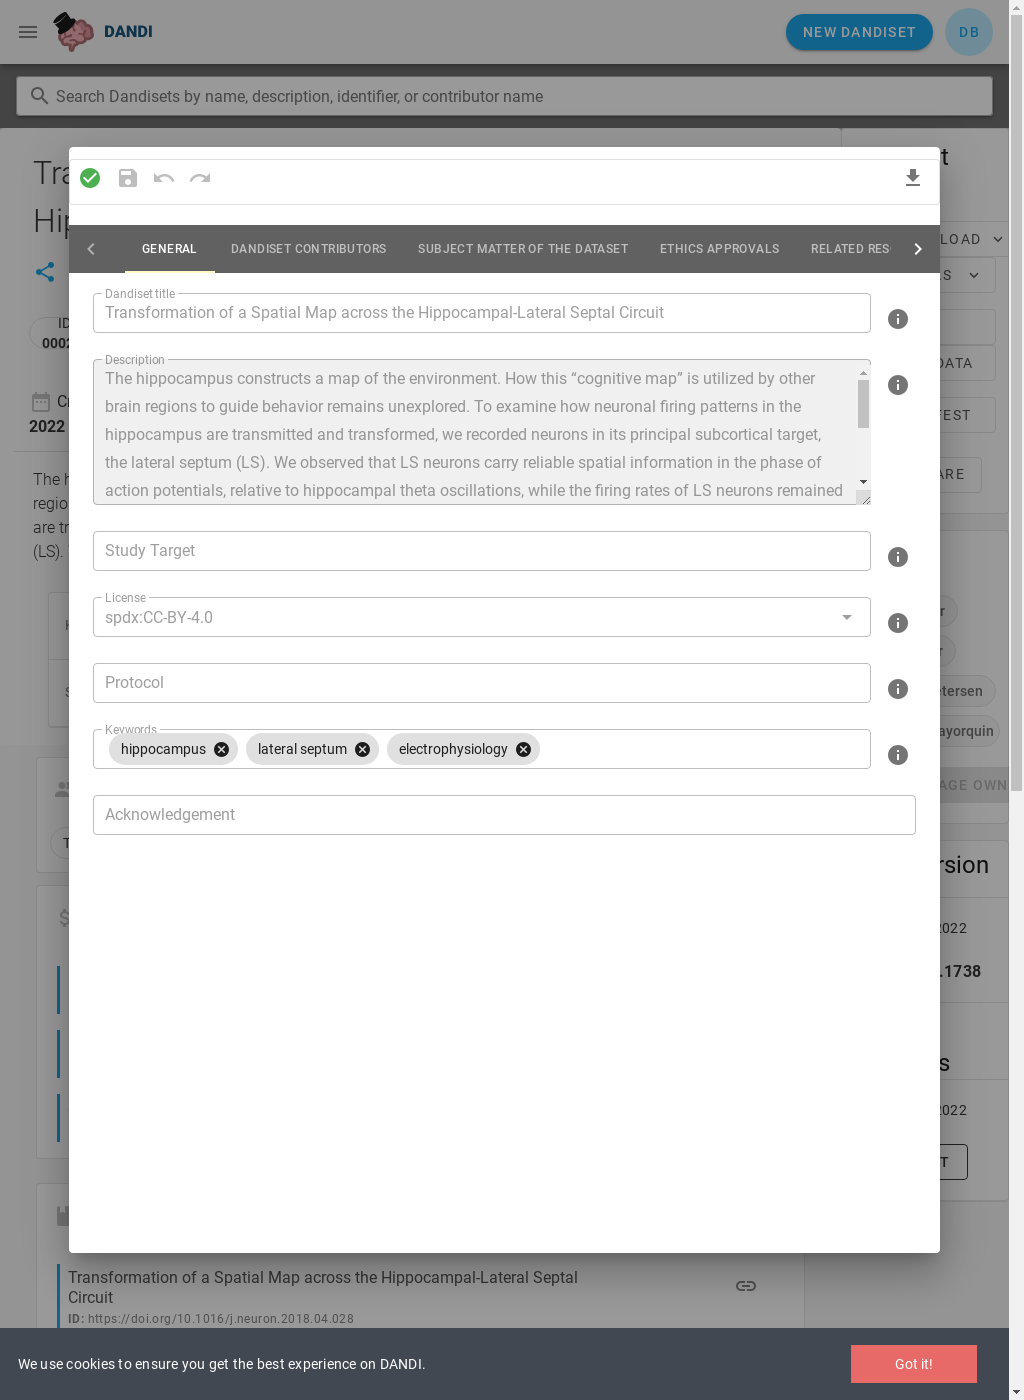 DANDI
NEW DANDISET
DB
Search Dandisets by name, description, identifier, or contributor name
GENERAL
DANDISET CONTRIBUTORS
SUBJECT MATTER OF THE DATASET
ETHICS APPROVALS
RELATED RES
Dandiset title
Transformation of a Spatial Map across the Hippocampal-Lateral Septal Circuit
Description
The hippocampus constructs a map of the environment. How this “cognitive map” is utilized by other
brain regions to guide behavior remains unexplored. To examine how neuronal firing patterns in the
hippocampus are transmitted and transformed, we recorded neurons in its principal subcortical target,
the lateral septum (LS). We observed that LS neurons carry reliable spatial information in the phase of
action potentials, relative to hippocampal theta oscillations, while the firing rates of LS neurons remained
Study Target
License
spdx:CC-BY-4.0
Protocol
Keywords
hippocampus
lateral septum
electrophysiology
Acknowledgement
Tra
Hip
ID
0002
2022
The h
regio
are tr
(LS).
LOAD
S
DATA
FEST
ARE
r
r
etersen
ayorquin
AGE OWN
rsion
2022
.1738
s
2022
T
Transformation of a Spatial Map across the Hippocampal-Lateral Septal
Circuit
ID: https://doi.org/10.1016/j.neuron.2018.04.028
We use cookies to ensure you get the best experience on DANDI.
Got it!